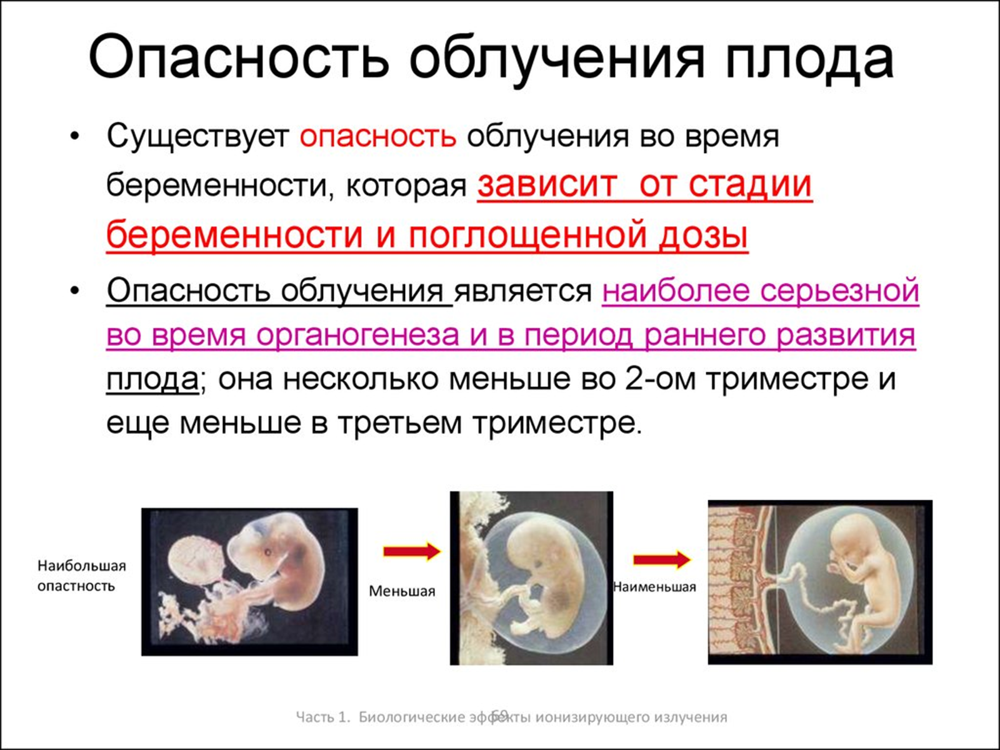 Опасность облучения плода
• Существует опасность облучения во время
беременности, которая зависит от стадии
беременности и поглощенной дозы
• Опасность облучения является наиболее серьезной
во время органогенеза и в период раннего развития
плода; она несколько меньше во 2-ом триместре и
еще меньше в третьем триместре.
Наибольшая
опастность
Меньшая
Наименьшая
Часть 1. Биологические эффекты ионизирующего излучения
69